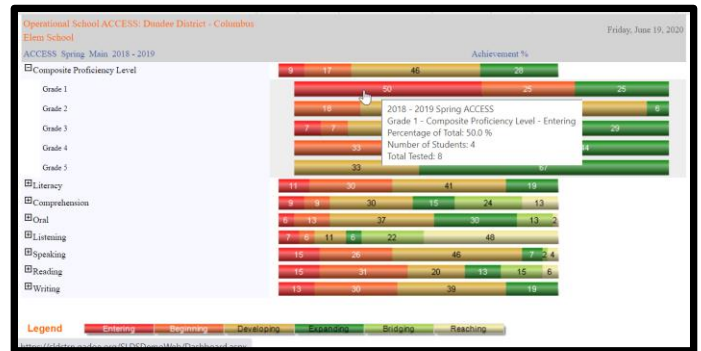 Operational School ACCESS: Dundee District - Columbus
Elem School
Friday, June 19, 2020
ACCESS Spring Main 2018 - 2019
Achievement %
Composite Proficiency Level 9 17 46 28
Grade 1 50 25 25
Grade 2 18 6
Grade 3 7 7 29
Grade 4 33
Grade 5 33 67
2018 - 2019 Spring ACCESS
Grade 1 - Composite Proficiency Level - Entering
Percentage of Total: 50.0 %
Number of Students: 4
Total Tested: 8
Literacy 11 30 41 19
Comprehension 9 9 30 15 24 13
Oral 6 13 37 30 13 2
Listening 7 6 11 6 22 48
Speaking 15 26 46 7 2 4
Reading 15 31 20 13 15 6
Writing 13 30 39 19
Legend Entering Beginning Developing Expanding Bridging Reaching